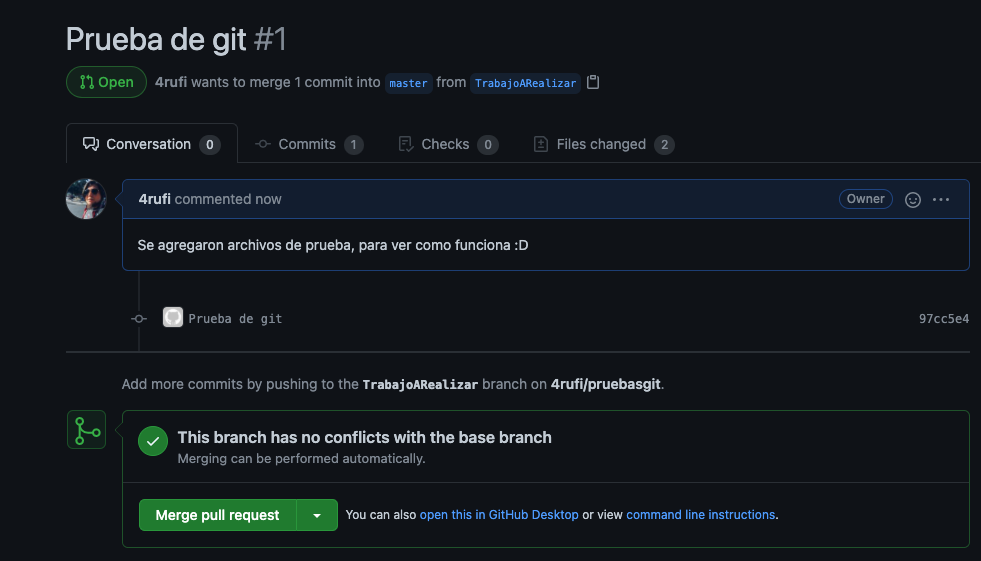 Prueba de git #1
Open 4rufi wants to merge 1 commit into master from TrabajoARealizar
Conversation 0 Commits 1 Checks 0 Files changed 2
4rufi commented now Owner
Se agregaron archivos de prueba, para ver como funciona :D
Prueba de git 97cc5e4
Add more commits by pushing to the TrabajoARealizar branch on 4rufi/pruebasgit.
This branch has no conflicts with the base branch
Merging can be performed automatically.
Merge pull request You can also open this in GitHub Desktop or view command line instructions.